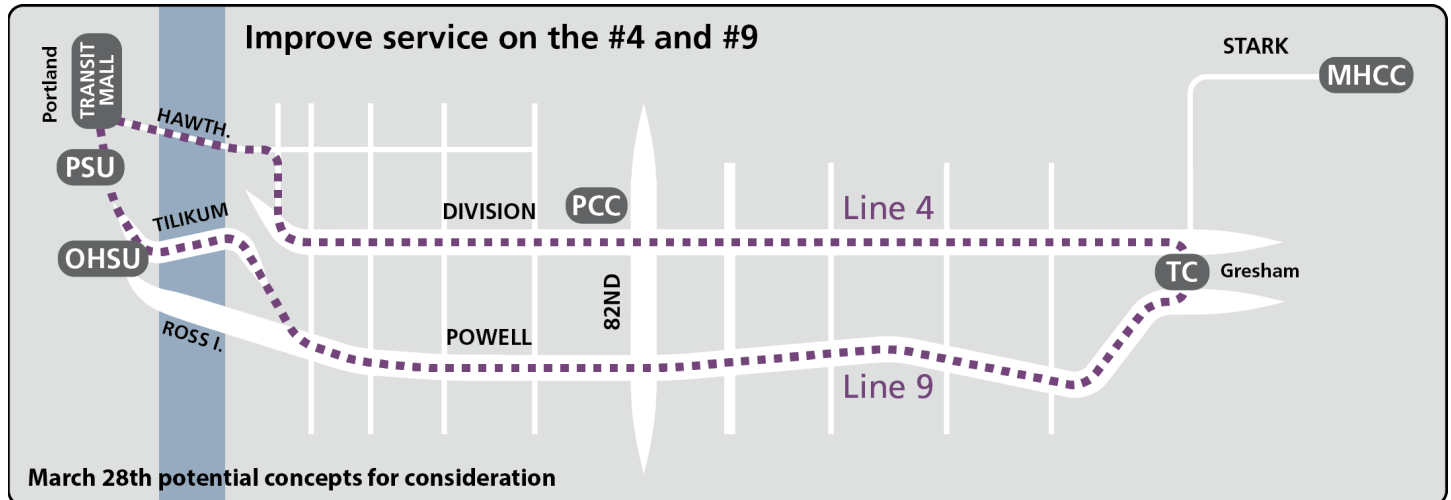 Improve service on the #4 and #9
Portland
TRANSIT
MALL
HAWTH.
STARK
MHCC
PSU
TILIKUM
DIVISION
PCC
Line 4
OHSU
TC
Gresham
82ND
ROSS I.
POWELL
Line 9
March 28th potential concepts for consideration